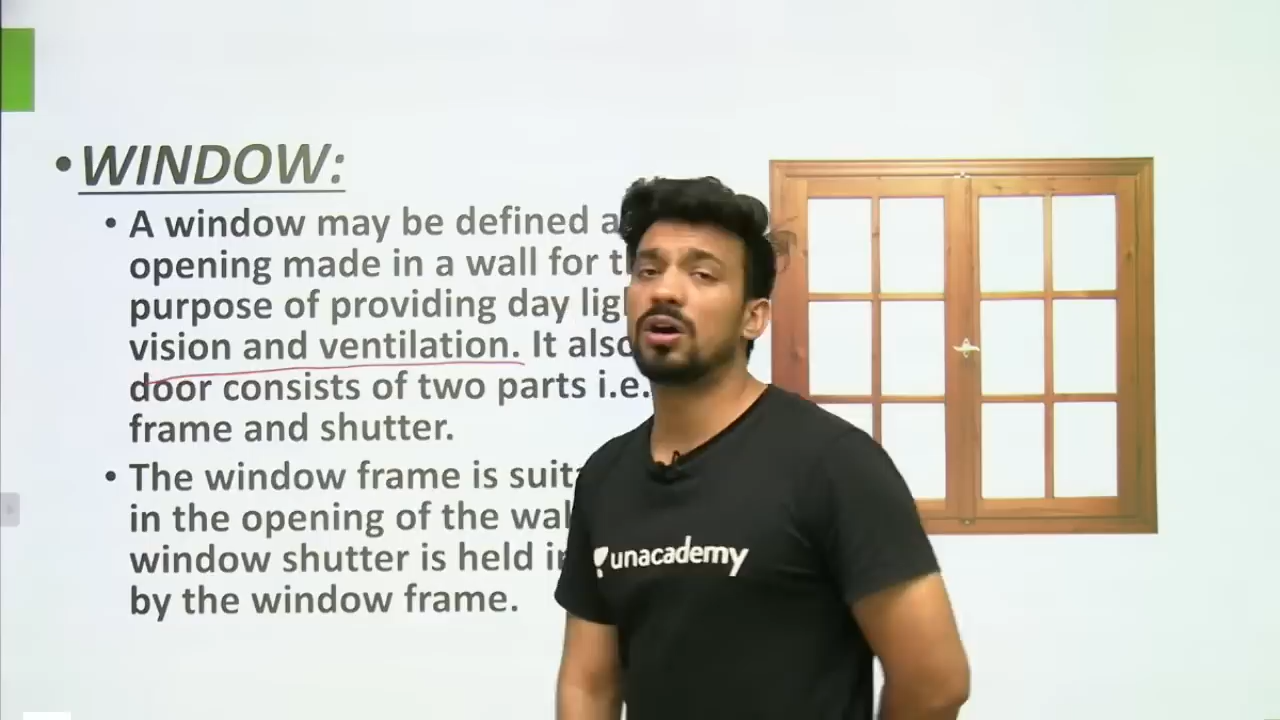 • WINDOW:
• A window may be defined a
opening made in a wall for t
purpose of providing day lig
vision and ventilation. It also
door consists of two parts i.e.
frame and shutter.
• The window frame is suit
in the opening of the wal
window shutter is held i
by the window frame.
unacademy